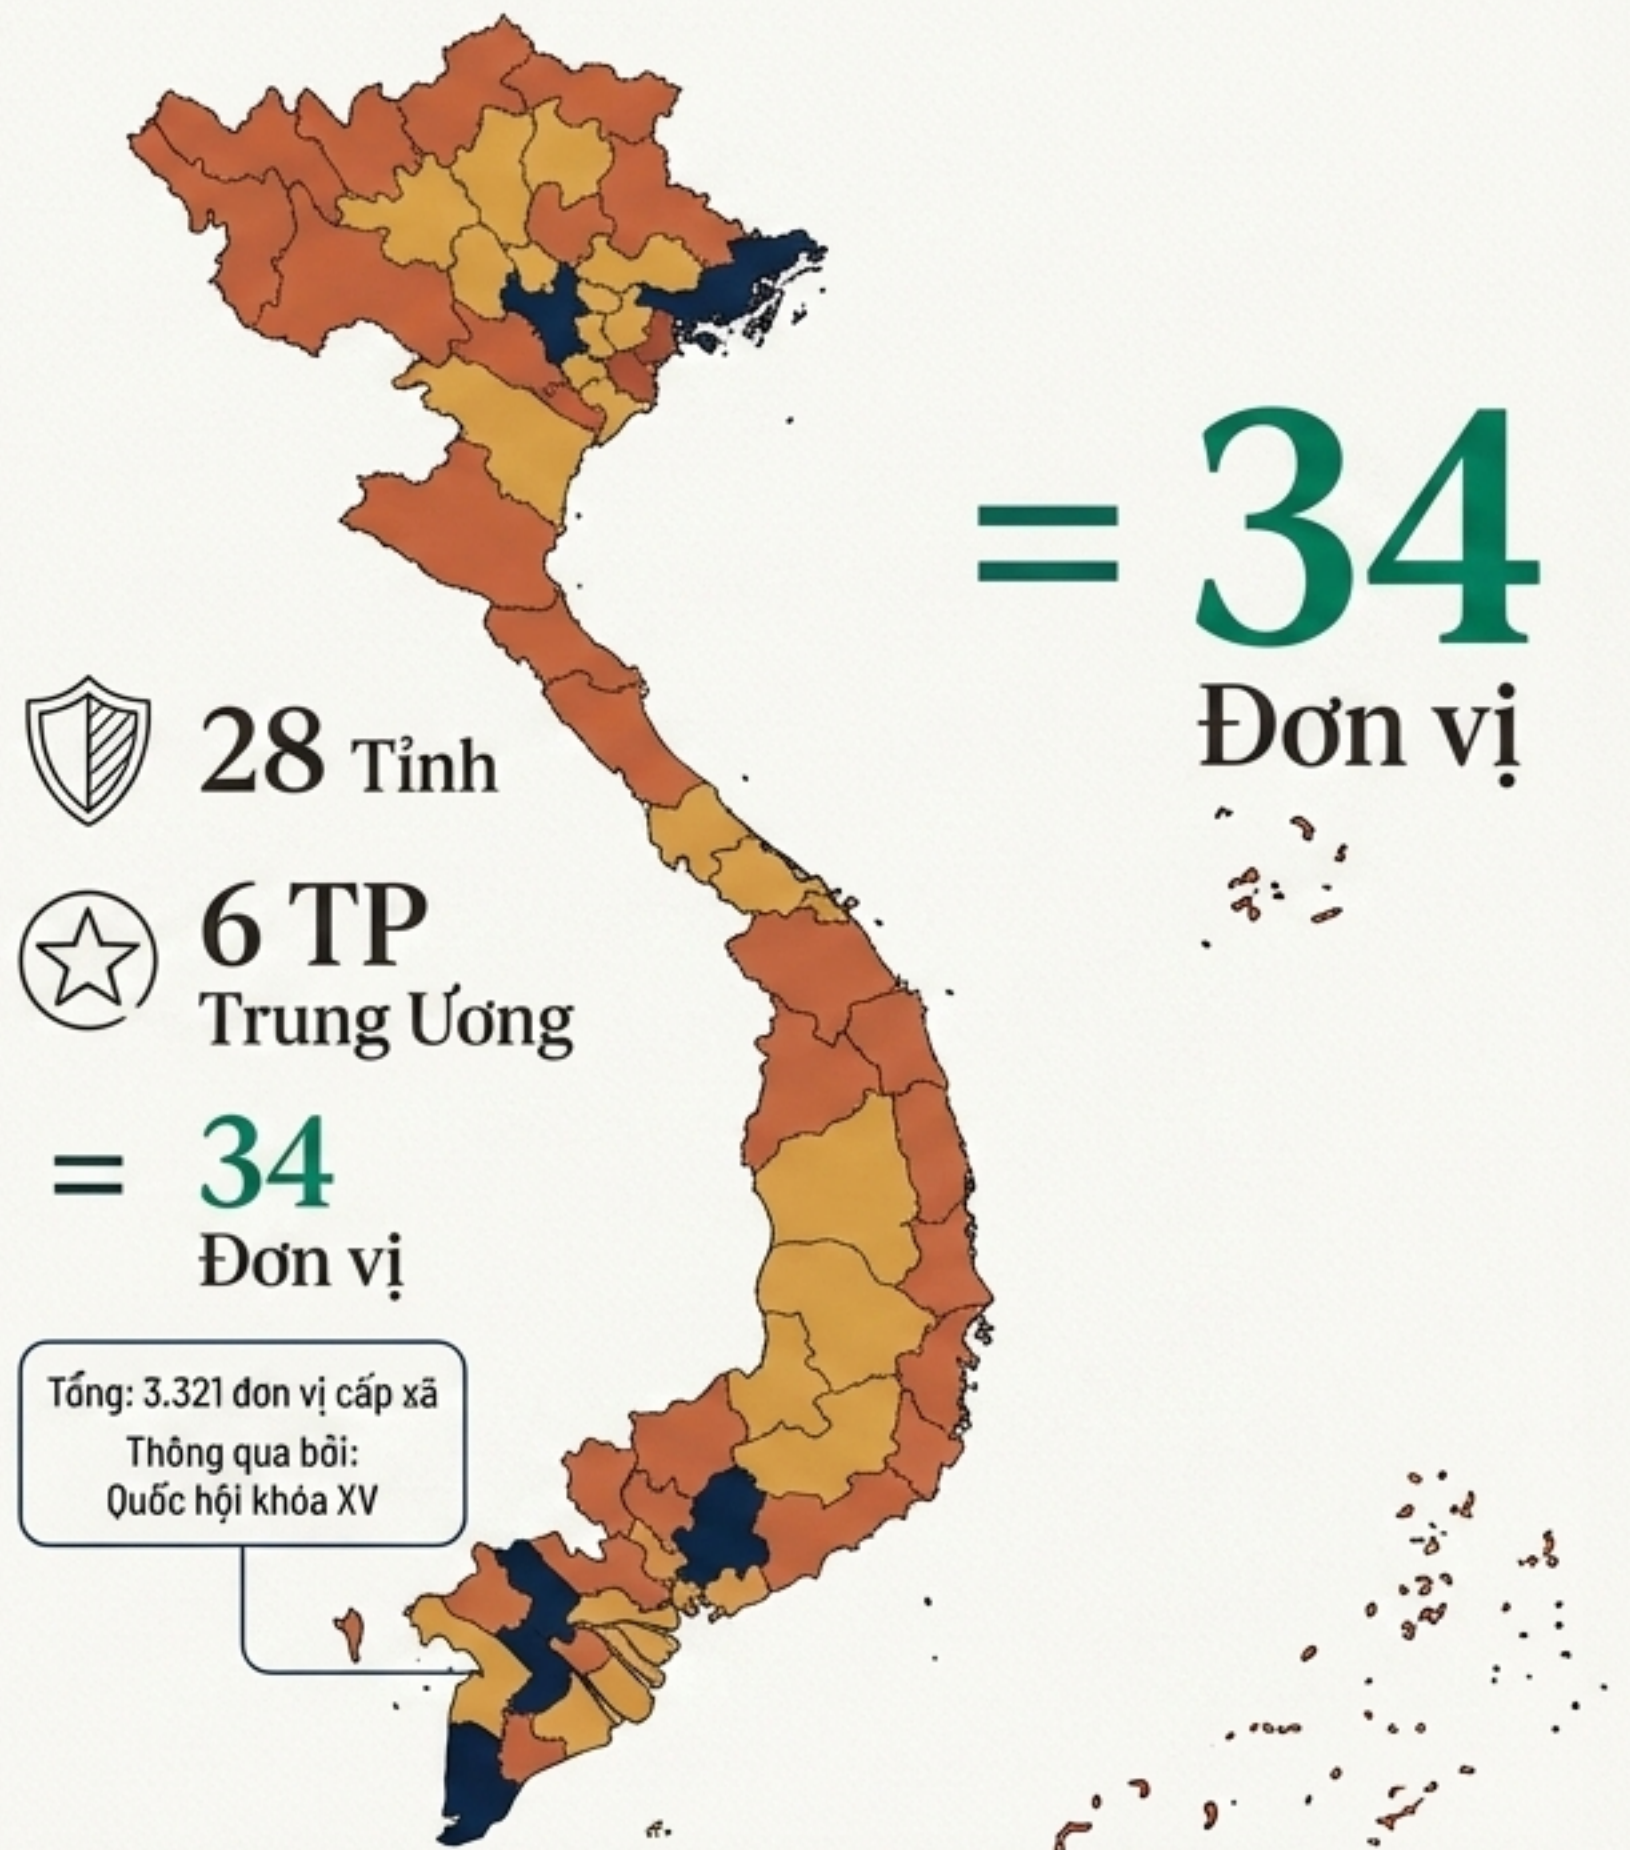 = 34
Đơn vị
28 Tỉnh
6 TP
Trung Ương
= 34
Đơn vị
Tổng: 3.321 đơn vị cấp xã
Thông qua bởi:
Quốc hội khóa XV